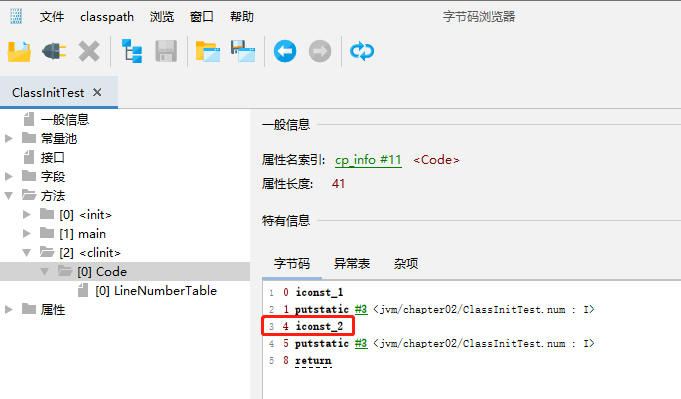 文件 classpath 浏览 窗口 帮助 字节码浏览器
ClassInitTest
一般信息
常量池
接口
字段
方法
[0] <init>
[1] main
[2] <clinit>
[0] Code
[0] LineNumberTable
属性
一般信息
属性名索引: cp_info #11 <Code>
属性长度: 41
特有信息
字节码 异常表 杂项
1 0 iconst_1
2 1 putstatic #3 <jvm/chapter02/ClassInitTest.num : I>
3 4 iconst_2
4 5 putstatic #3 <jvm/chapter02/ClassInitTest.num : I>
5 8 return